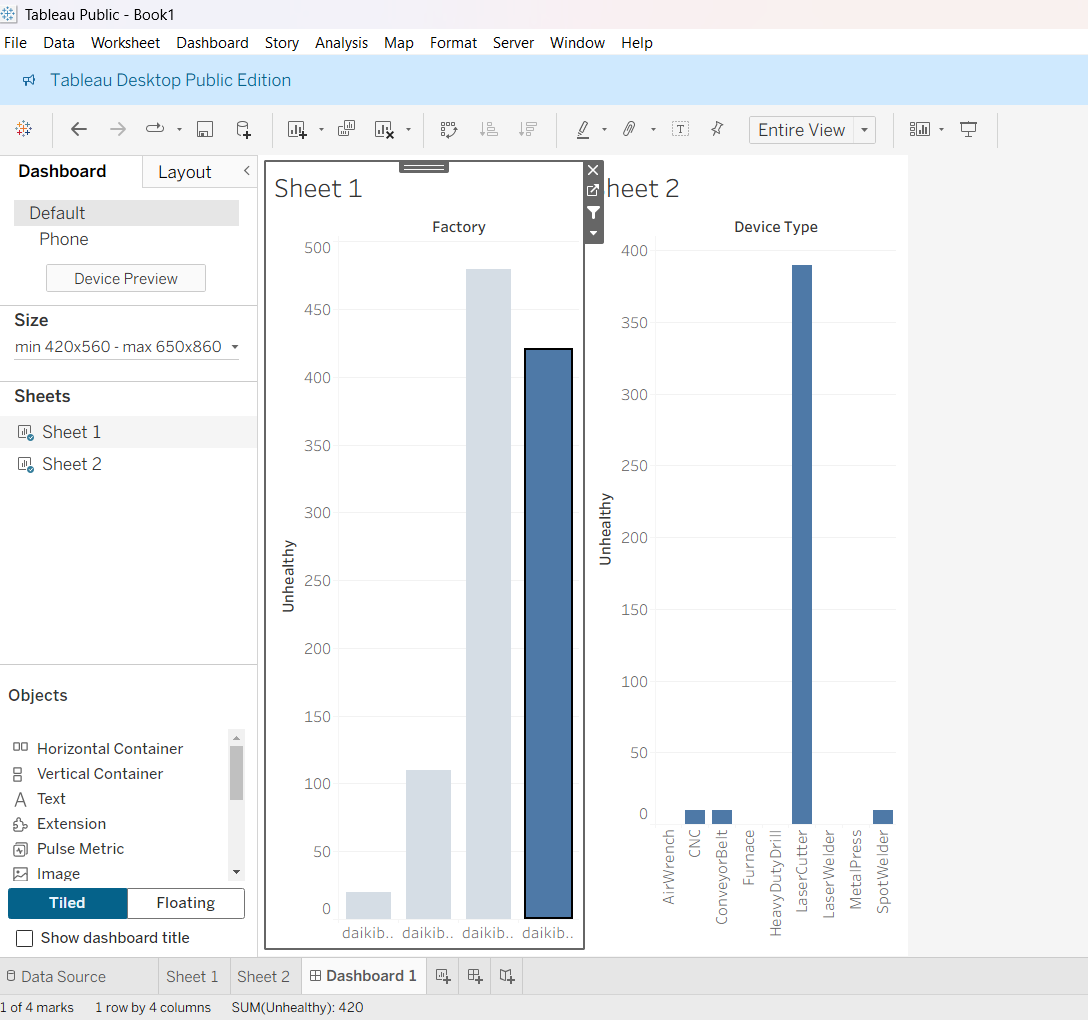 Tableau Public - Book1
File Data Worksheet Dashboard Story Analysis Map Format Server Window Help
Tableau Desktop Public Edition
Entire View
Dashboard Layout
Default
Phone
Device Preview
Size
min 420x560 - max 650x860
Sheets
Sheet 1
Sheet 2
Objects
Horizontal Container
Vertical Container
Text
Extension
Pulse Metric
Image
Tiled Floating
Show dashboard title
Sheet 1
Factory
Unhealthy
500
450
400
350
300
250
200
150
100
50
0
daikib.. daikib.. daikib.. daikib..
heet 2
Device Type
Unhealthy
400
350
300
250
200
150
100
50
0
AirWrench
CNC
ConveyorBelt
Furnace
HeavyDutyDrill
LaserCutter
LaserWelder
MetalPress
SpotWelder
Data Source Sheet 1 Sheet 2 Dashboard 1
1 of 4 marks 1 row by 4 columns SUM(Unhealthy): 420